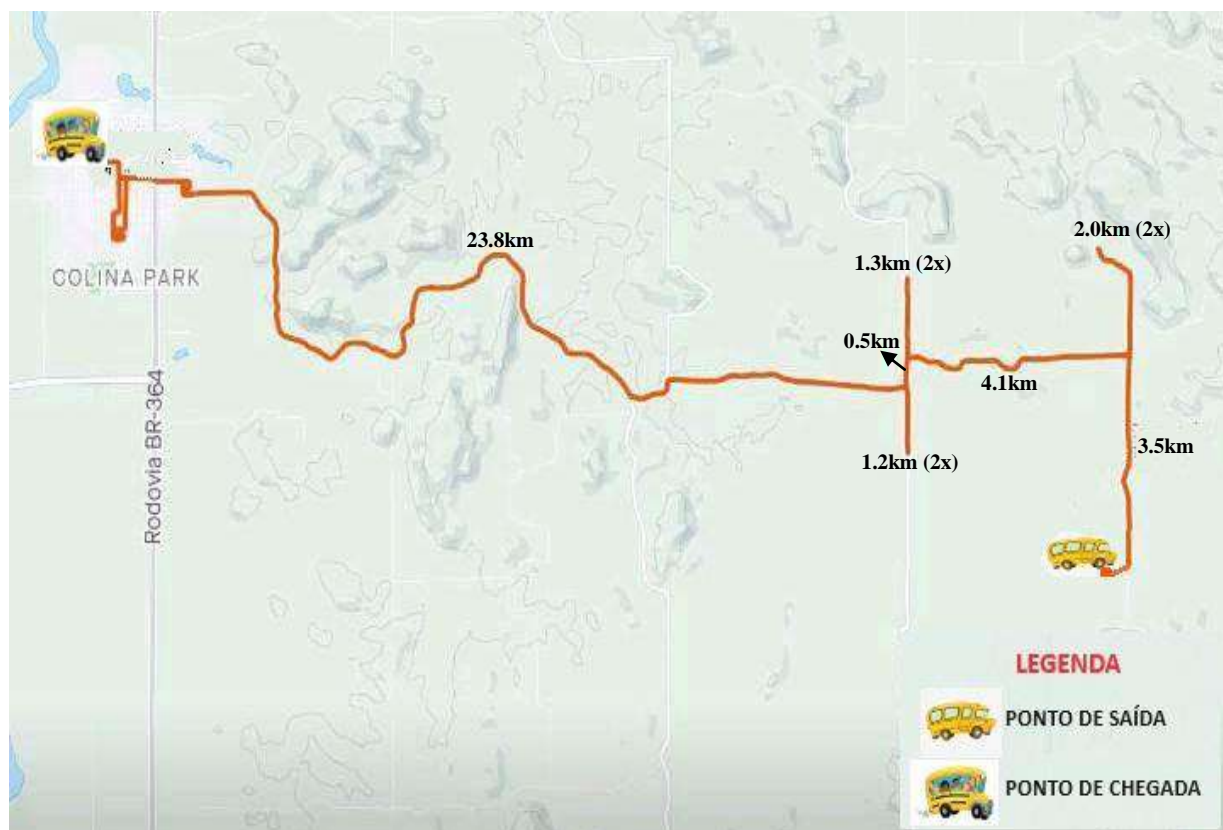 2.0km (2x)
23.8km
1.3km (2x)
COLINA PARK
0.5km
4.1km
Rodovia BR-364
3.5km
1.2km (2x)
LEGENDA
PONTO DE SAÍDA
PONTO DE CHEGADA